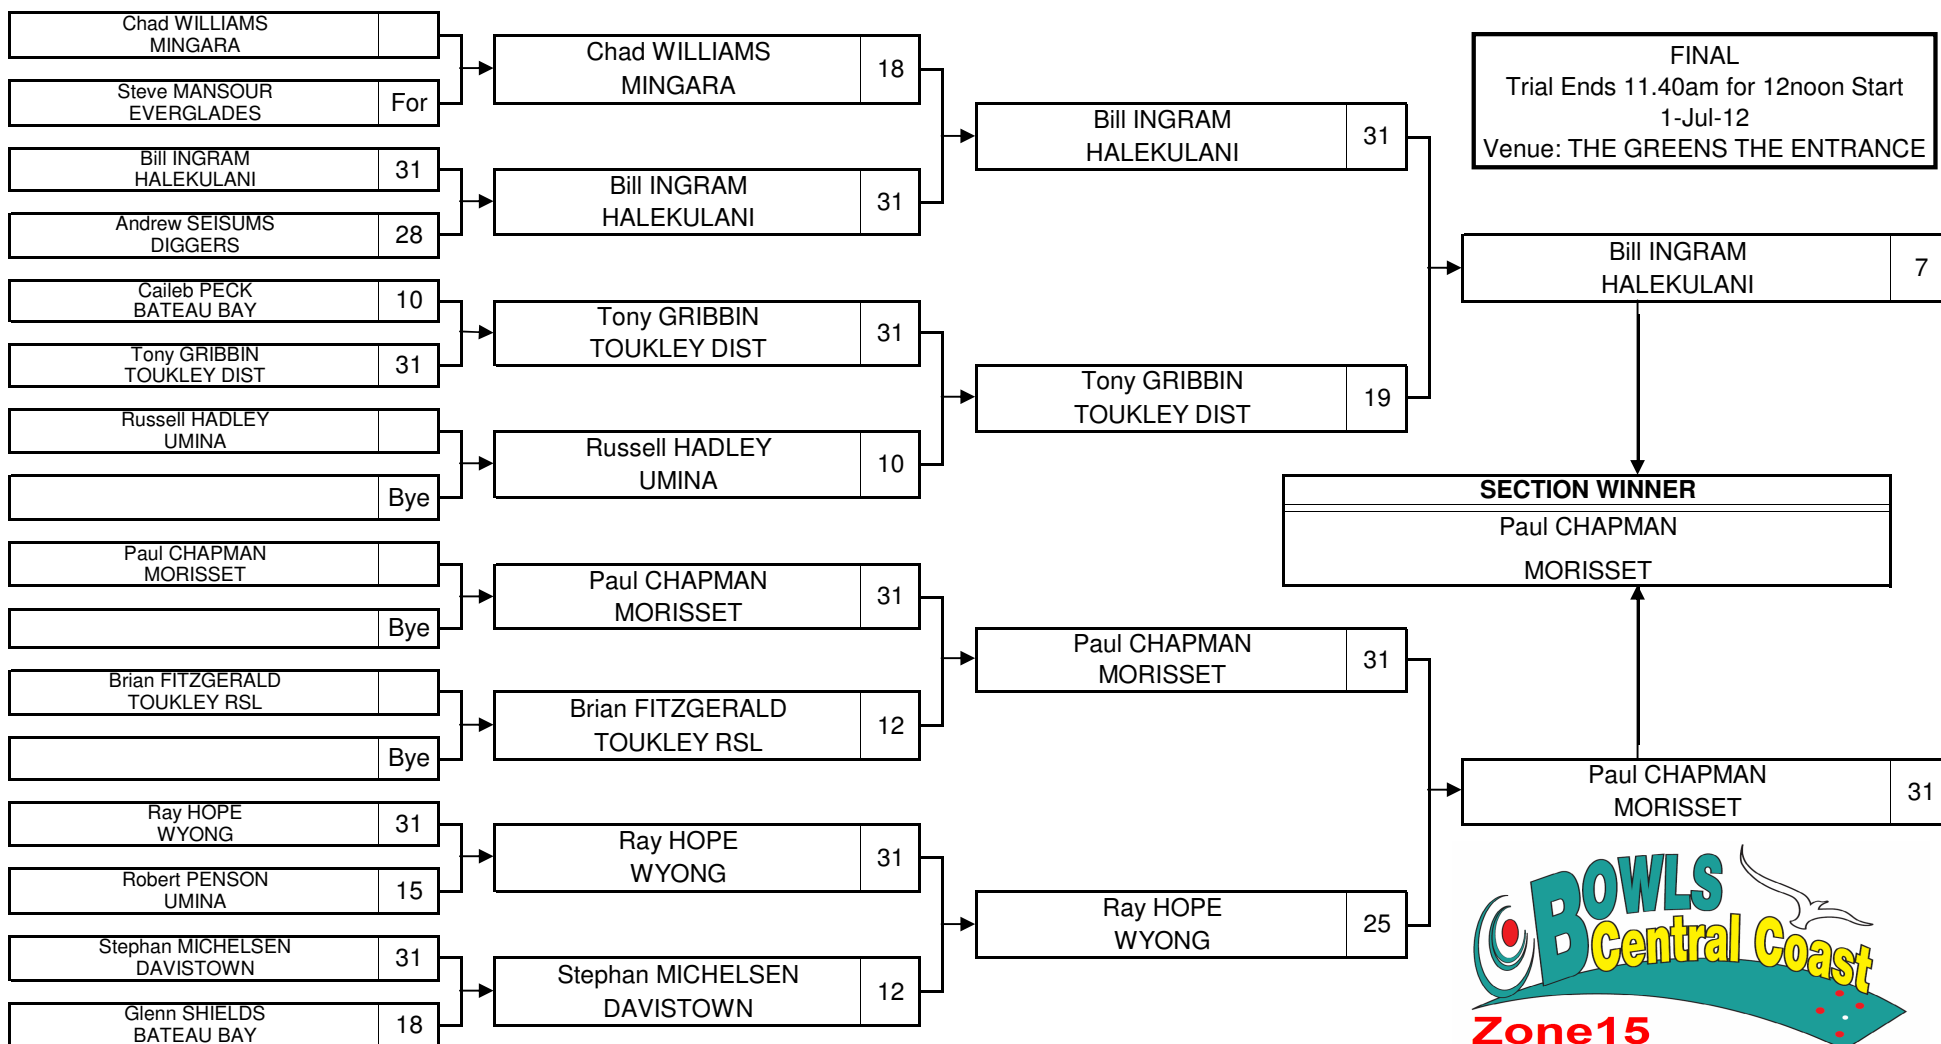 Chad WILLIAMS
MINGARA
Steve MANSOUR
EVERGLADES
For
Bill INGRAM
HALEKULANI
31
Andrew SEISUMS
DIGGERS
28
Caileb PECK
BATEAU BAY
10
Tony GRIBBIN
TOUKLEY DIST
31
Russell HADLEY
UMINA
Bye
Paul CHAPMAN
MORISSET
Bye
Brian FITZGERALD
TOUKLEY RSL
Bye
Ray HOPE
WYONG
31
Robert PENSON
UMINA
15
Stephan MICHELSEN
DAVISTOWN
31
Glenn SHIELDS
BATEAU BAY
18
Chad WILLIAMS
MINGARA
18
Bill INGRAM
HALEKULANI
31
Tony GRIBBIN
TOUKLEY DIST
31
Russell HADLEY
UMINA
10
Paul CHAPMAN
MORISSET
31
Brian FITZGERALD
TOUKLEY RSL
12
Ray HOPE
WYONG
31
Stephan MICHELSEN
DAVISTOWN
12
Bill INGRAM
HALEKULANI
31
Tony GRIBBIN
TOUKLEY DIST
19
Paul CHAPMAN
MORISSET
31
Ray HOPE
WYONG
25
FINAL
Trial Ends 11.40am for 12noon Start
1-Jul-12
Venue: THE GREENS THE ENTRANCE
Bill INGRAM
HALEKULANI
7
SECTION WINNER
Paul CHAPMAN
MORISSET
Paul CHAPMAN
MORISSET
31
BOWLS
Central Coast
Zone15